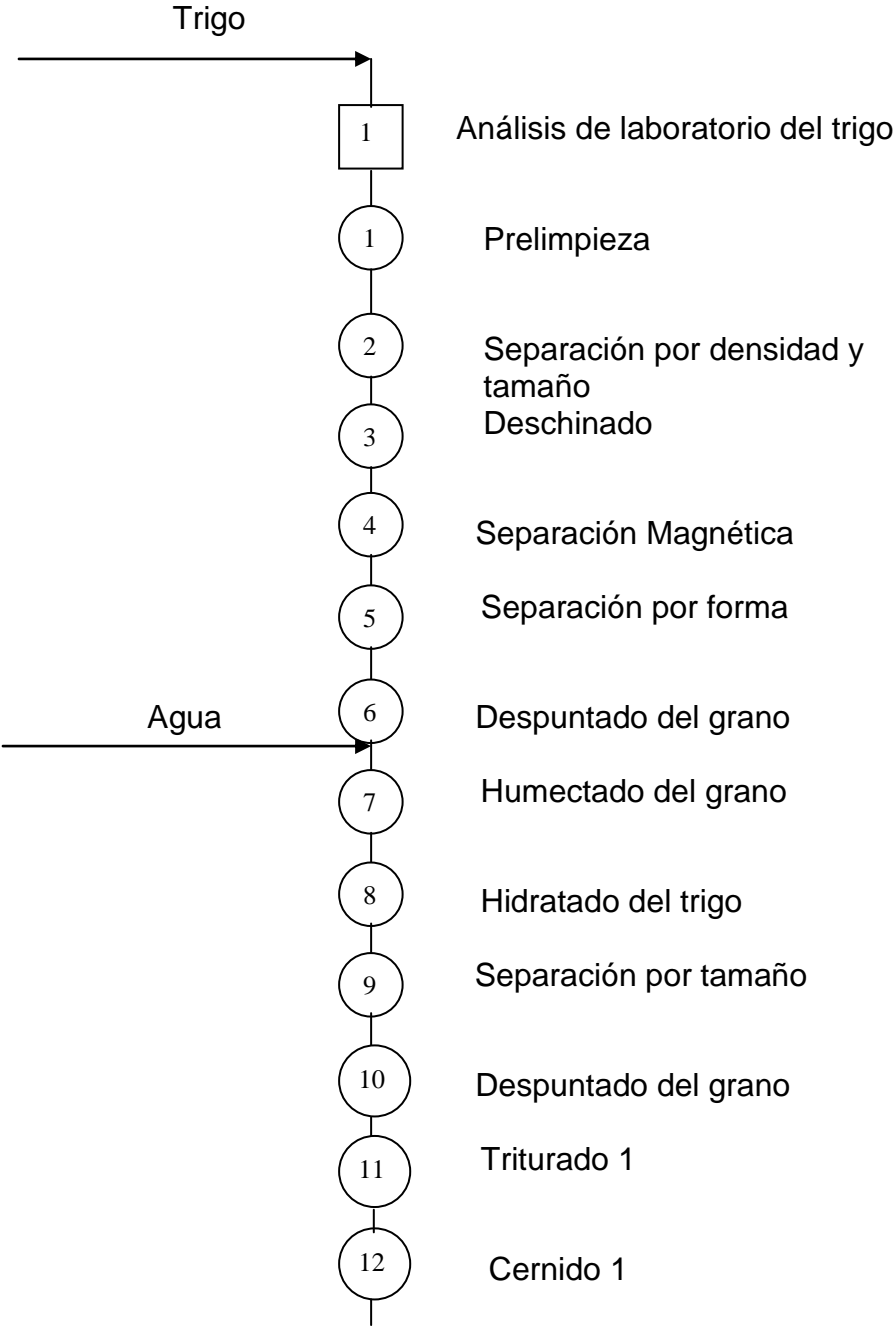 Trigo
1
Análisis de laboratorio del trigo
1
Prelimpieza
2
Separación por densidad y
tamaño
3
Deschinado
4
Separación Magnética
5
Separación por forma
6
Despuntado del grano
Agua
7
Humectado del grano
8
Hidratado del trigo
9
Separación por tamaño
10
Despuntado del grano
11
Triturado 1
12
Cernido 1